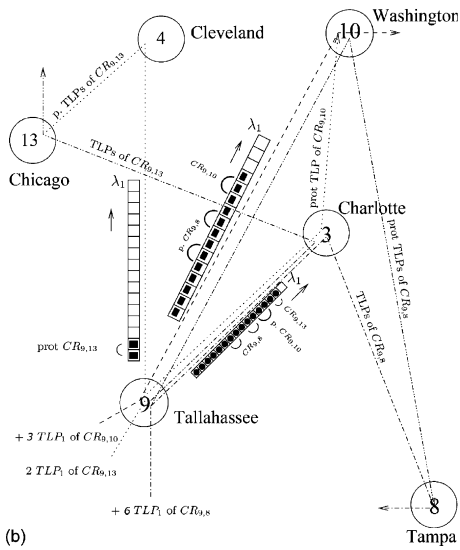 10
Washington
4
Cleveland
p. TLPs of CR9,13
13
Chicago
TLPs of CR9,13
λ1
CR9,10
prot TLP of CR9,10
λ1
Charlotte
3
p. CR9,8
prot TLPs of CR9,8
λ1
TLPs of CR9,8
CR9,13
p. CR9,10
CR9,8
prot CR9,13
9
Tallahassee
+ 3 TLP1 of CR9,10
2 TLP1 of CR9,13
+ 6 TLP1 of CR9,8
8
Tampa
(b)